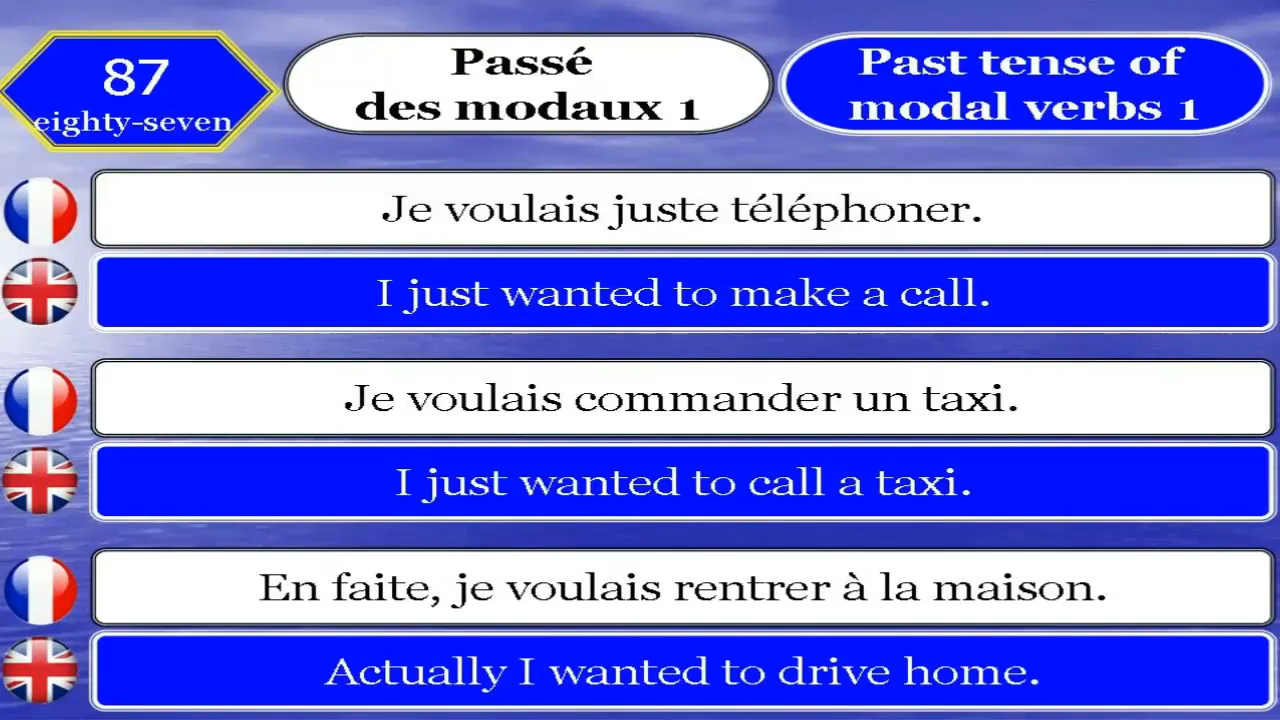 87
eighty-seven
Passé
des modaux 1
Past tense of
modal verbs 1
Je voulais juste téléphoner.
I just wanted to make a call.
Je voulais commander un taxi.
I just wanted to call a taxi.
En faite, je voulais rentrer à la maison.
Actually I wanted to drive home.